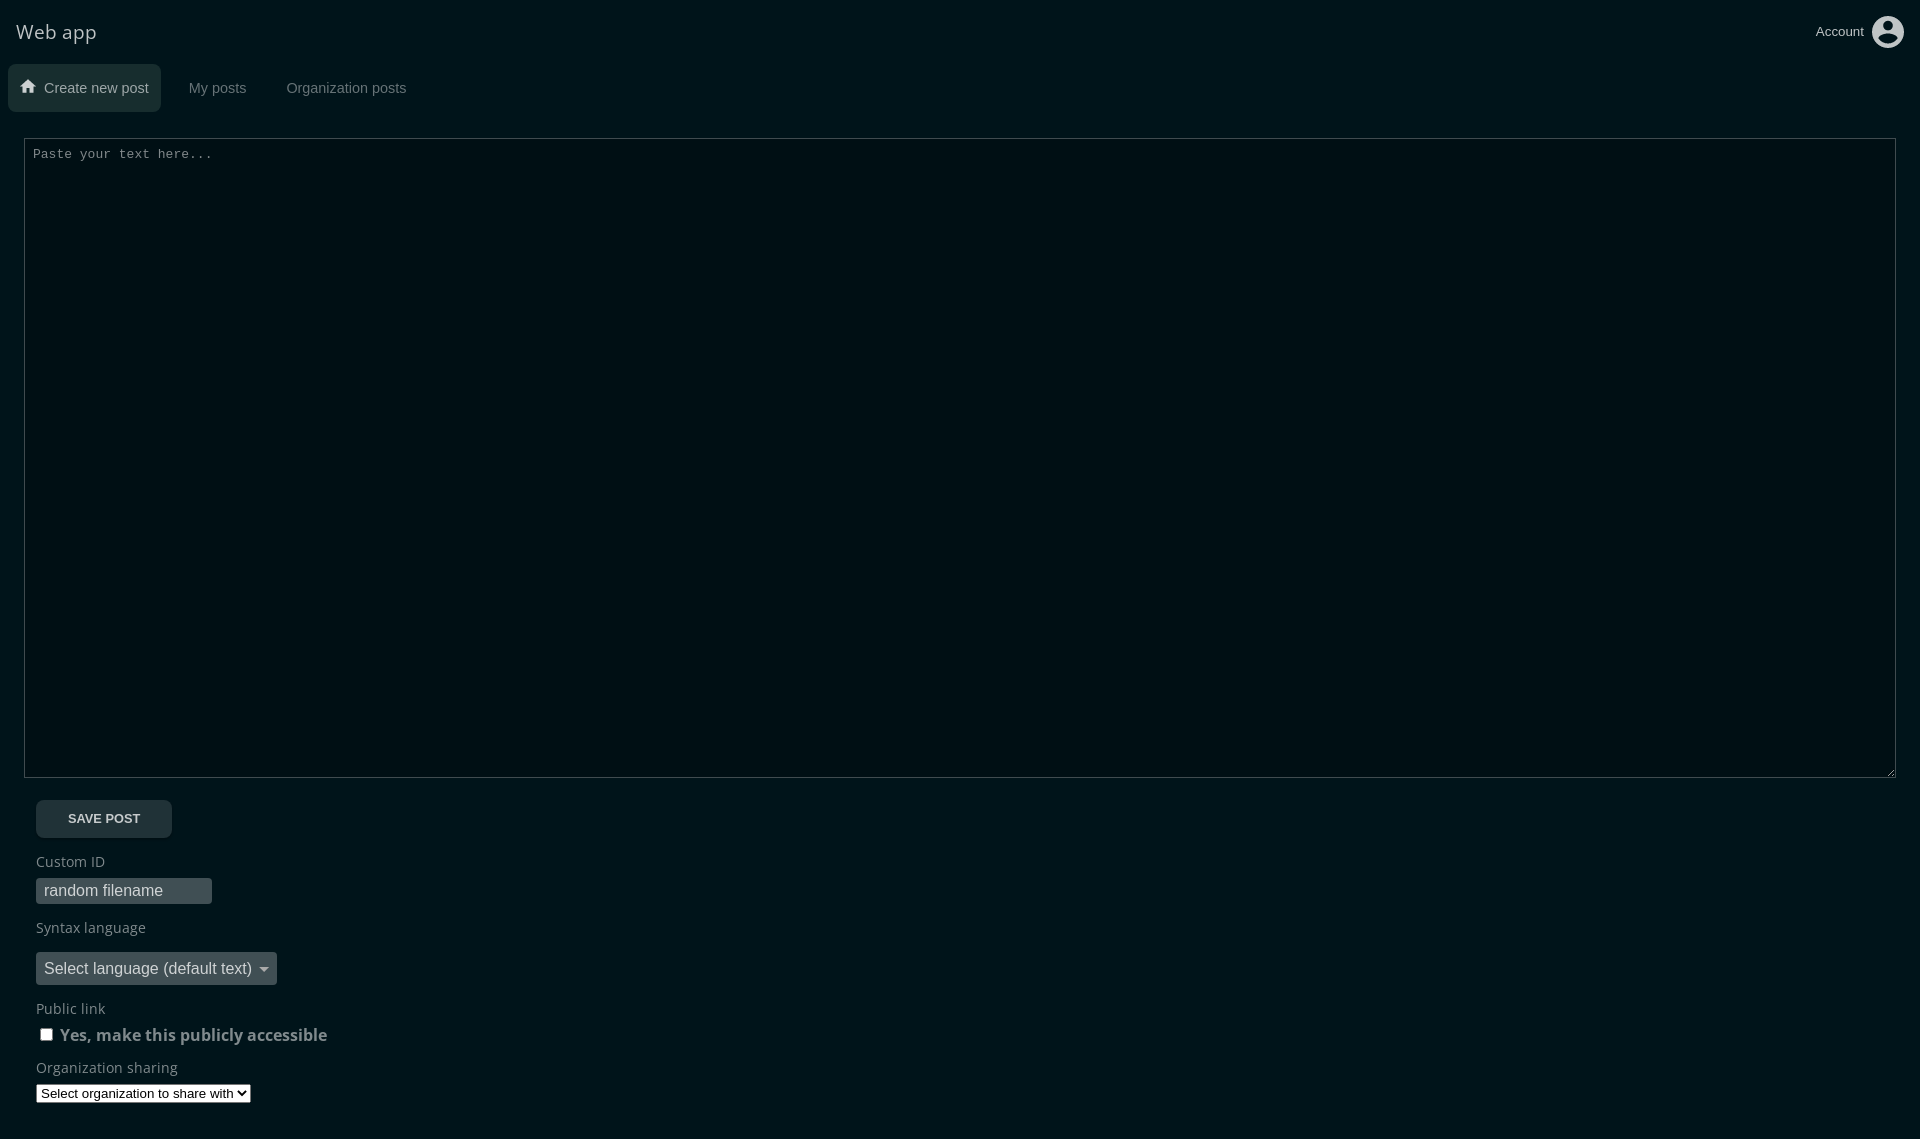 Web app
Account
Create new post
My posts
Organization posts
Paste your text here...
SAVE POST
Custom ID
random filename
Syntax language
Select language (default text)
Public link
Yes, make this publicly accessible
Organization sharing
Select organization to share with